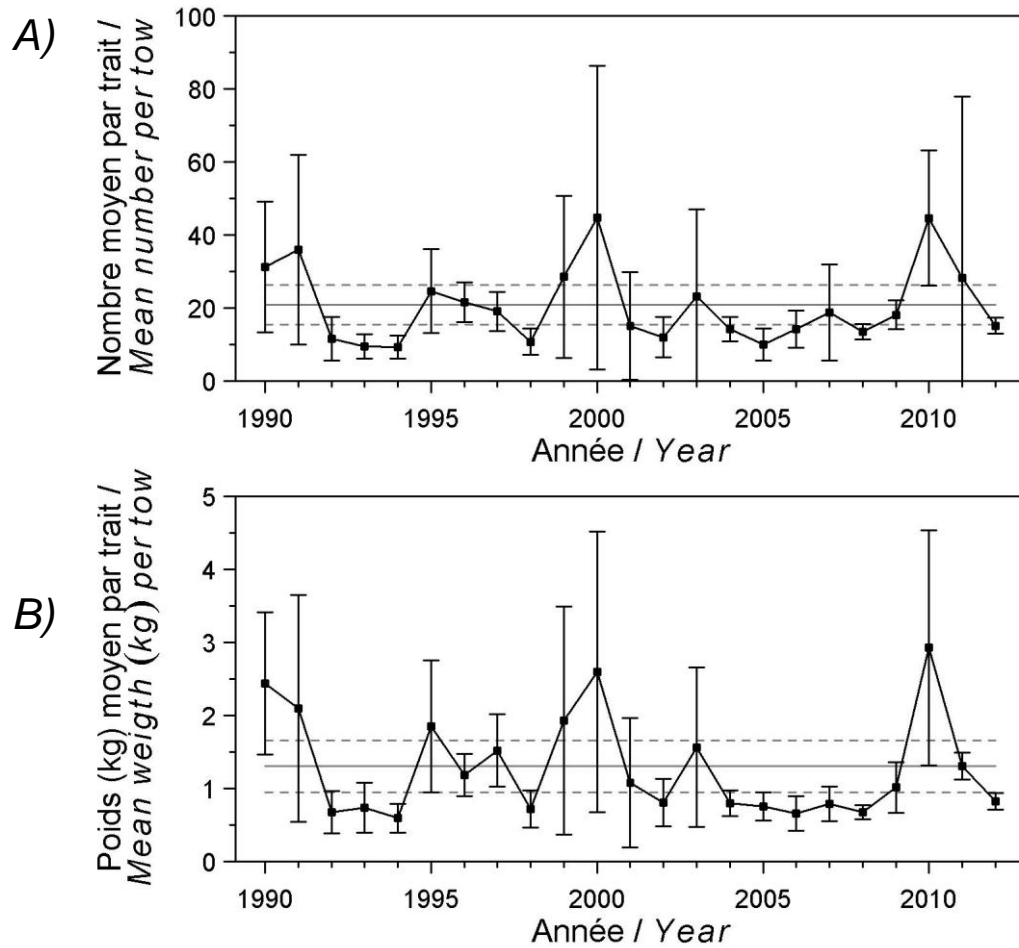 A)
Nombre moyen par trait /
Mean number per tow
100
80
60
40
20
0
1990
1995
2000
2005
2010
Année / Year
B)
Poids (kg) moyen par trait /
Mean weigth (kg) per tow
5
4
3
2
1
0
1990
1995
2000
2005
2010
Année / Year